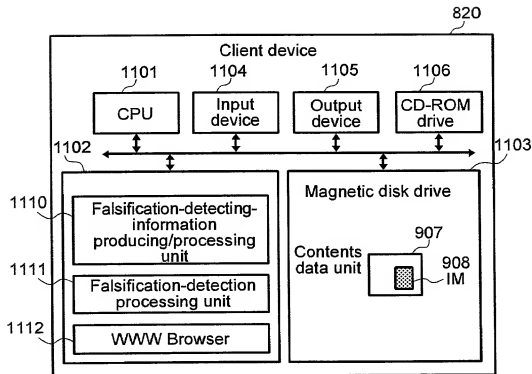 820
Client device
1101
1104
1105
1106
CPU
Input
device
Output
device
CD-ROM
drive
1102
1103
1110
Falsification-detecting-
information
producing/processing
unit
1111
Falsification-detection
processing unit
1112
WWW Browser
Magnetic disk drive
Contents
data unit
907
908
IM